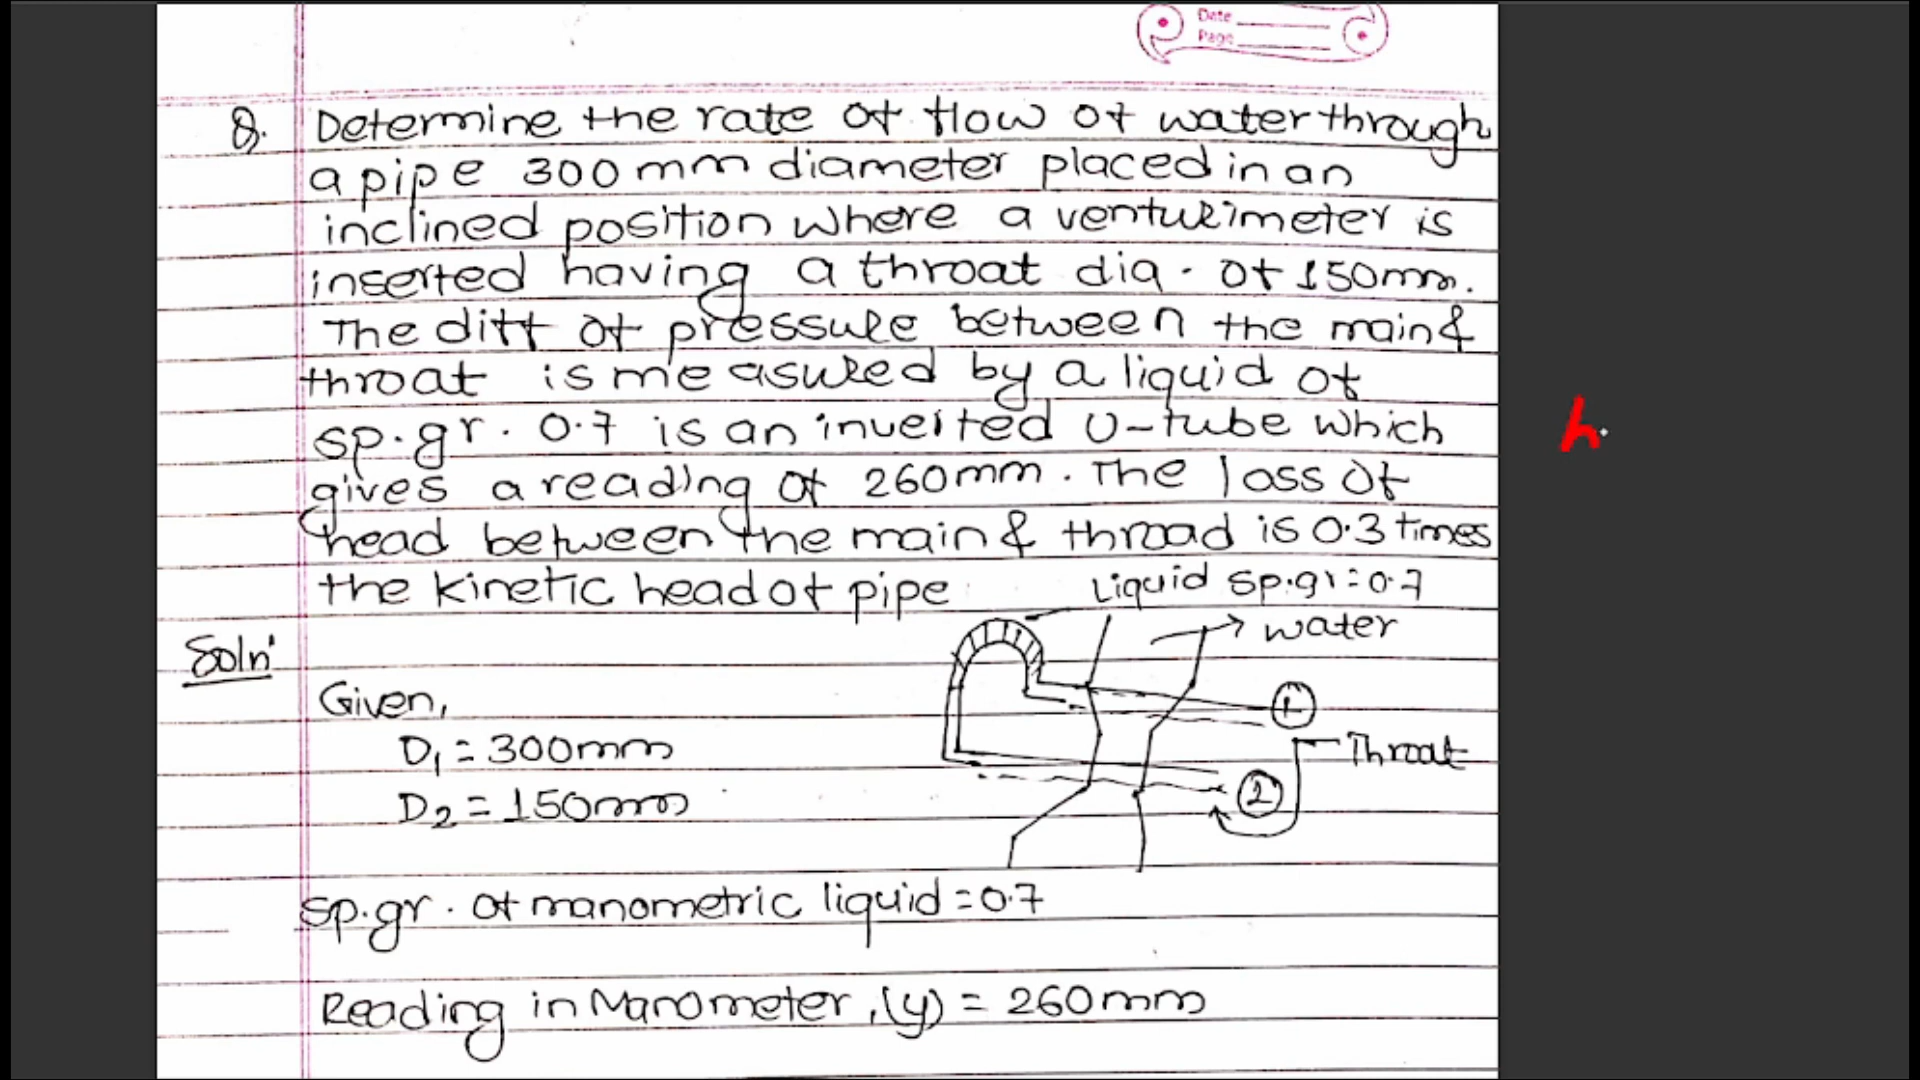 Date
Page
Q. Determine the rate of flow of water through
a pipe 300mm diameter placed in an
inclined position where a venturimeter is
inserted having a throat dia. of 150mm.
The diff of pressure between the main &
throat is measured by a liquid of
sp.gr. 0.7 is an inverted U-tube which
gives a reading of 260mm. The loss of
head between the main & throad is 0.3 times
the kinetic head of pipe
Liquid sp.gr=0.7
water
Soln
Given,
1
D1 = 300mm
Throat
2
D2 = 150mm
sp.gr. of manometric liquid = 0.7
Reading in Manometer, (y) = 260mm
h